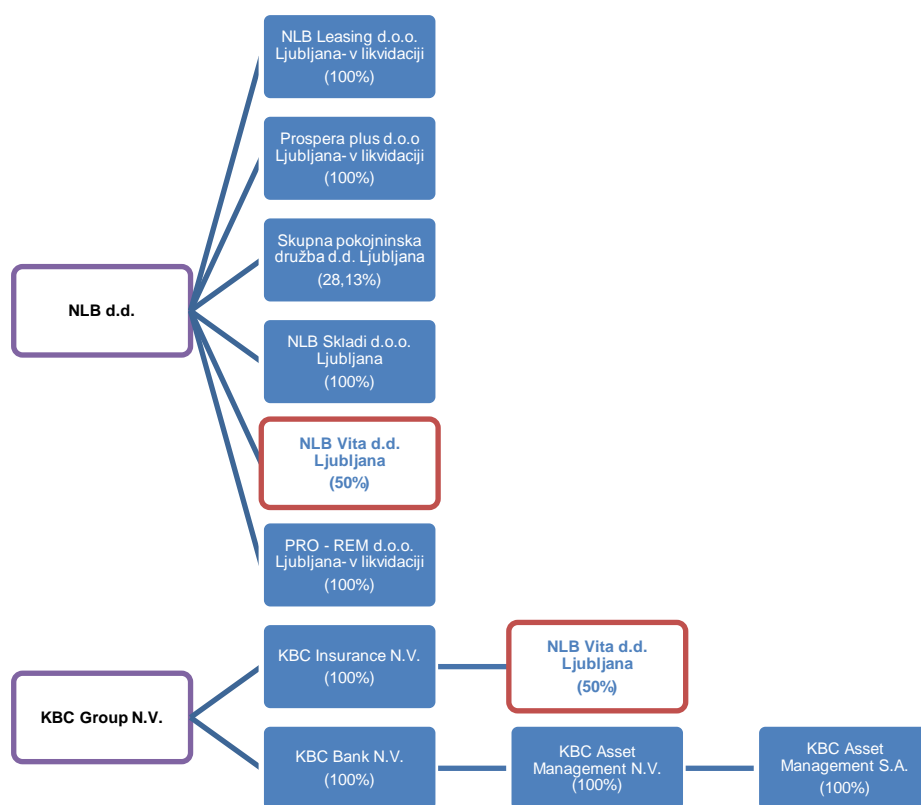 NLB Leasing d.o.o.
Ljubljana- v likvidaciji
(100%)
Prospera plus d.o.o
Ljubljana- v likvidaciji
(100%)
Skupna pokojninska
družba d.d. Ljubljana
(28,13%)
NLB d.d.
NLB Skladi d.o.o.
Ljubljana
(100%)
NLB Vita d.d.
Ljubljana
(50%)
PRO - REM d.o.o.
Ljubljana- v likvidaciji
(100%)
KBC Group N.V.
KBC Insurance N.V.
(100%)
NLB Vita d.d.
Ljubljana
(50%)
KBC Bank N.V.
(100%)
KBC Asset
Management N.V.
(100%)
KBC Asset
Management S.A.
(100%)